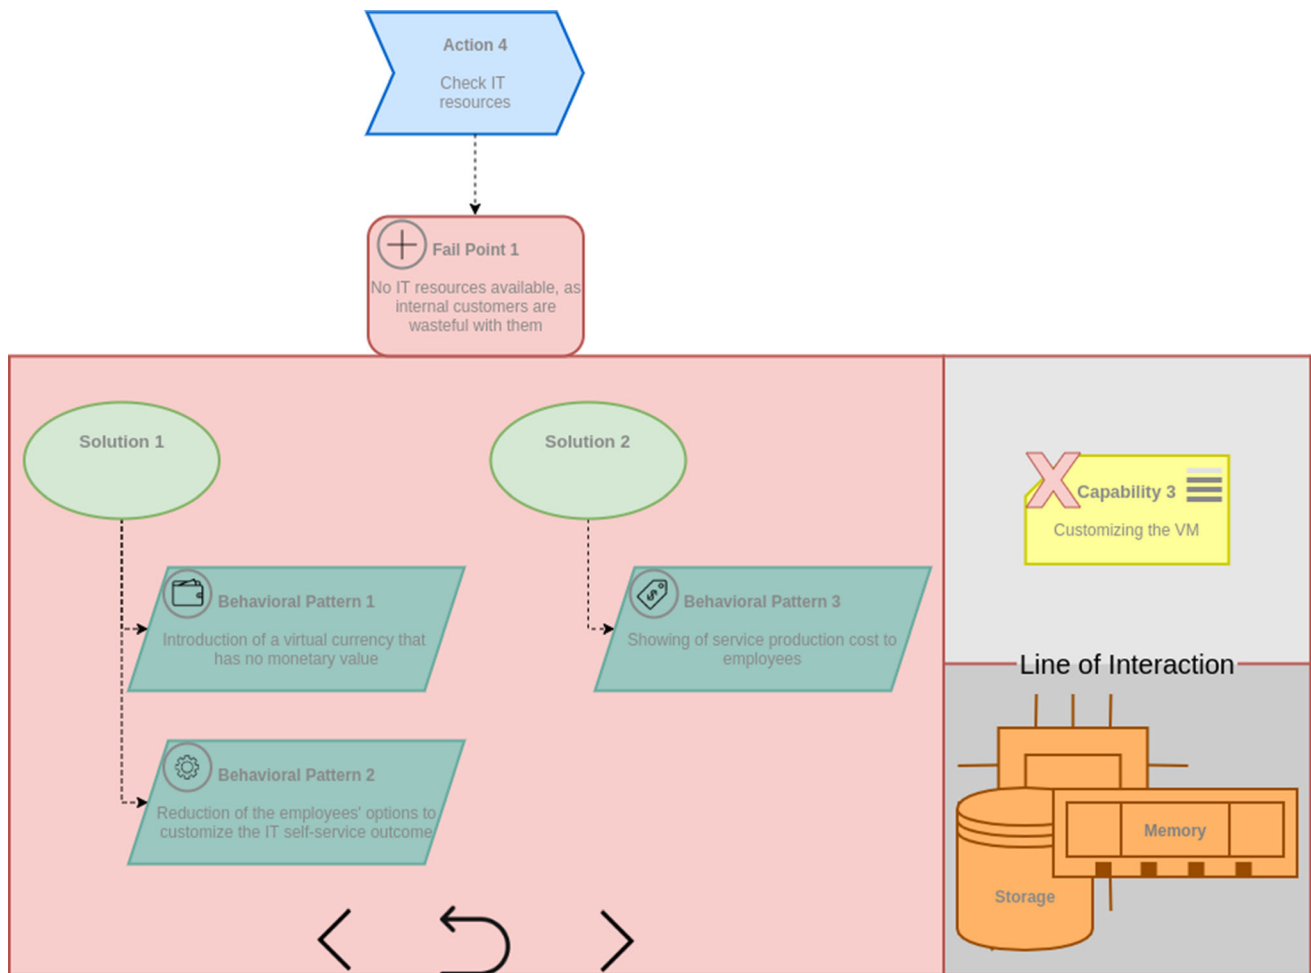 Action 4
Check IT
resources
Fail Point 1
No IT resources available, as
internal customers are
wasteful with them
Solution 1
Solution 2
Capability 3
Customizing the VM
Behavioral Pattern 1
Introduction of a virtual currency that
has no monetary value
Behavioral Pattern 3
Showing of service production cost to
employees
Line of Interaction
Behavioral Pattern 2
Reduction of the employees' options to
customize the IT self-service outcome
Memory
Storage